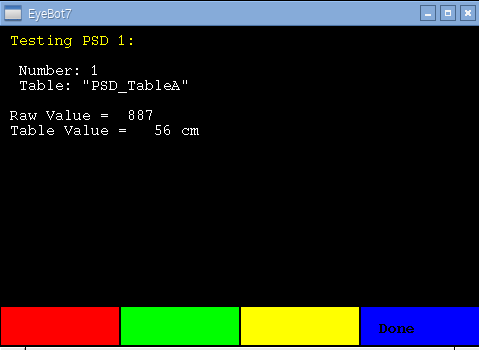 EyeBot7
Testing PSD 1:
Number: 1
Table: "PSD_TableA"
Raw Value =  887
Table Value =   56 cm
Done